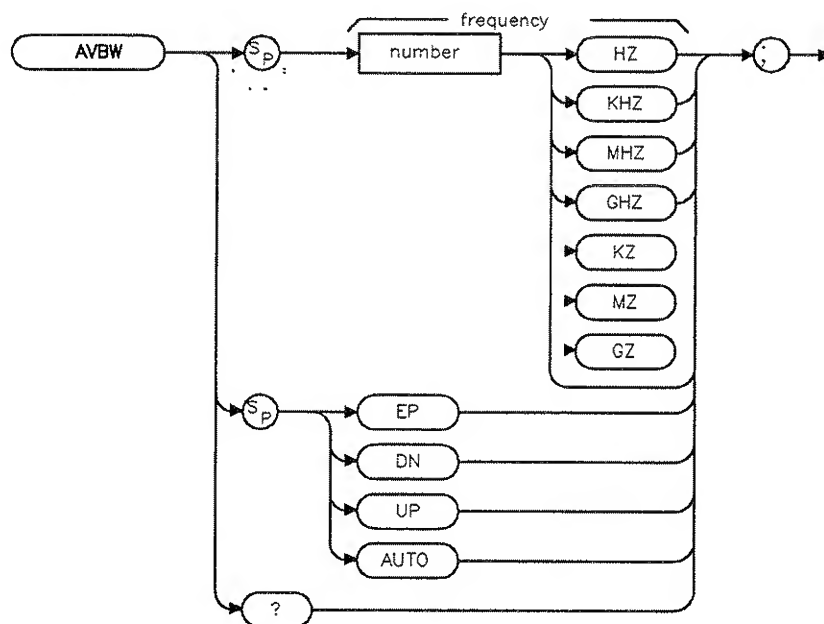 frequency
AVBW
SP
number
HZ
;
KHZ
MHZ
GHZ
KZ
MZ
GZ
SP
EP
DN
UP
AUTO
?